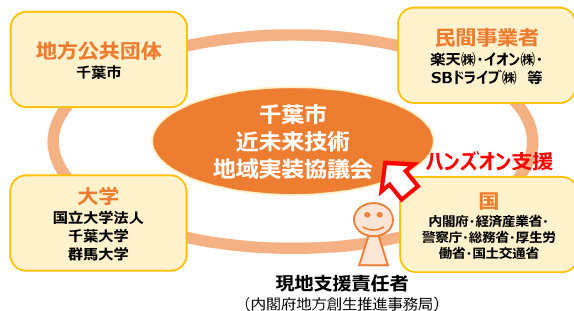 地方公共団体
千葉市
民間事業者
楽天㈱・イオン㈱・
SBドライブ㈱ 等
千葉市
近未来技術
地域実装協議会
ハンズオン支援
大学
国立大学法人
千葉大学
群馬大学
国
内閣府・経済産業省・
警察庁・総務省・厚生労
働省・国土交通省
現地支援責任者
（内閣府地方創生推進事務局）